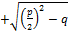 +√((p/2)² − q)